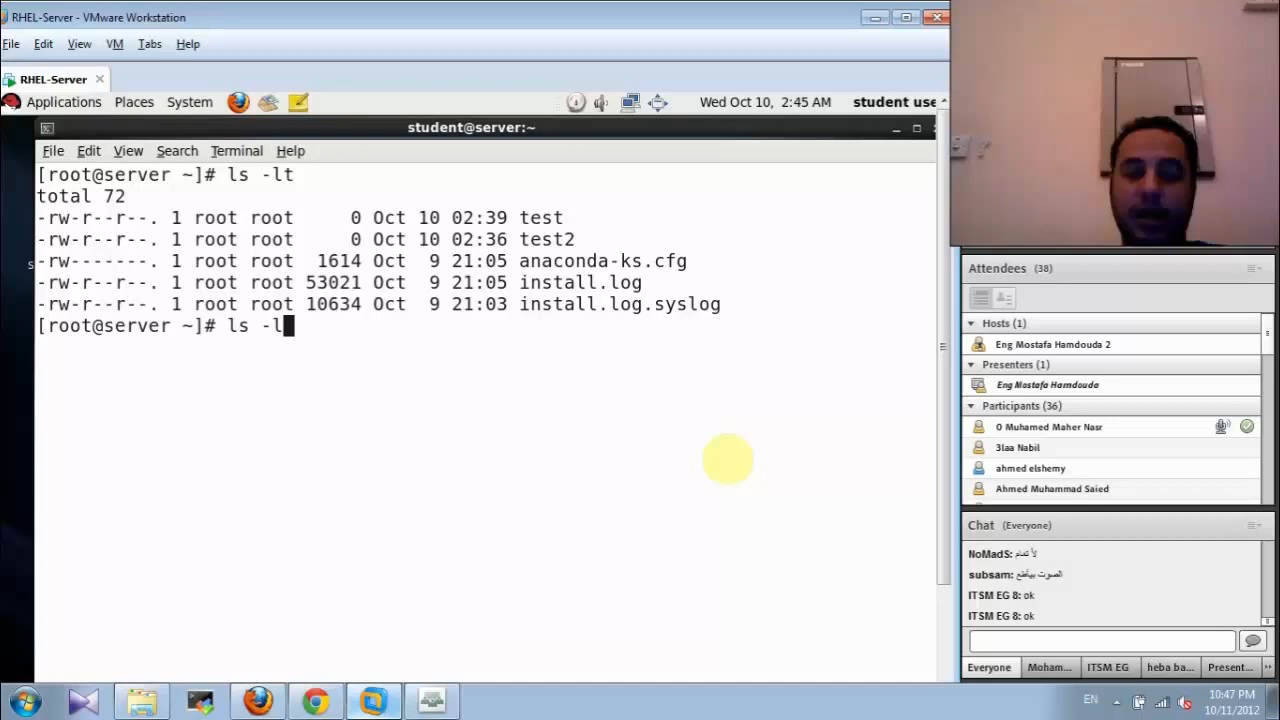 RHEL-Server - VMware Workstation
File Edit View VM Tabs Help
RHEL-Server
Applications Places System Wed Oct 10, 2:45 AM student use
student@server:~
File Edit View Search Terminal Help
[root@server ~]# ls -lt
total 72
-rw-r--r--. 1 root root 0 Oct 10 02:39 test
-rw-r--r--. 1 root root 0 Oct 10 02:36 test2
-rw-------. 1 root root 1614 Oct 9 21:05 anaconda-ks.cfg
-rw-r--r--. 1 root root 53021 Oct 9 21:05 install.log
-rw-r--r--. 1 root root 10634 Oct 9 21:03 install.log.syslog
[root@server ~]# ls -l
Attendees (38)
Hosts (1)
Eng Mostafa Hamdouda 2
Presenters (1)
Eng Mostafa Hamdouda
Participants (36)
0 Muhamed Maher Nasr
3laa Nabil
ahmed elshemy
Ahmed Muhammad Saied
Chat (Everyone)
NoMadS: لأ تمام
subsam: الصوت بيأطع
ITSM EG 8: ok
ITSM EG 8: ok
Everyone Moham... ITSM EG heba ba... Present...
EN 10:47 PM
10/11/2012